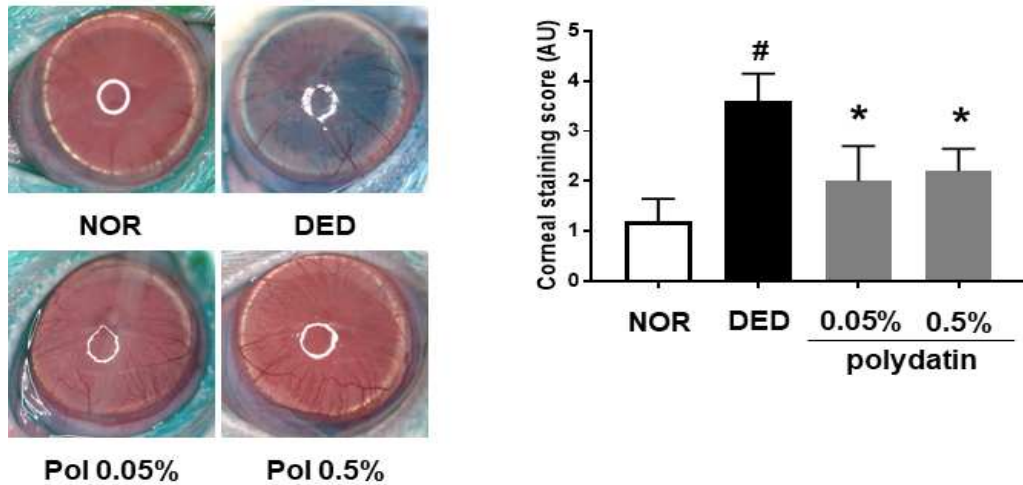 NOR
DED
Pol 0.05%
Pol 0.5%
Corneal staining score (AU)
5
4
3
2
1
0
#
*
*
NOR
DED
0.05%
0.5%
polydatin